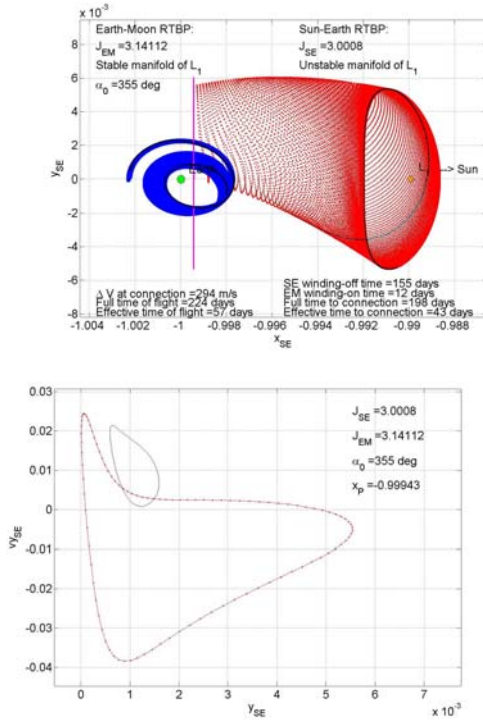 x 10⁻³
Earth-Moon RTBP:
J_EM =3.14112
Stable manifold of L₁
α₀ =355 deg
Sun-Earth RTBP:
J_SE =3.0008
Unstable manifold of L₁
8
6
4
2
0
-2
-4
-6
-8
y_SE
--> Sun
Δ V at connection =294 m/s
Full time of flight =224 days
Effective time of flight =57 days
SE winding-off time =155 days
EM winding-on time =12 days
Full time to connection =198 days
Effective time to connection =43 days
-1.004 -1.002 -1 -0.998 -0.996 -0.994 -0.992 -0.99 -0.988
x_SE
0.03
0.02
0.01
0
-0.01
-0.02
-0.03
-0.04
vy_SE
J_SE =3.0008
J_EM =3.14112
α₀ =355 deg
x_P =-0.99943
0 1 2 3 4 5 6 7
y_SE
x 10⁻³